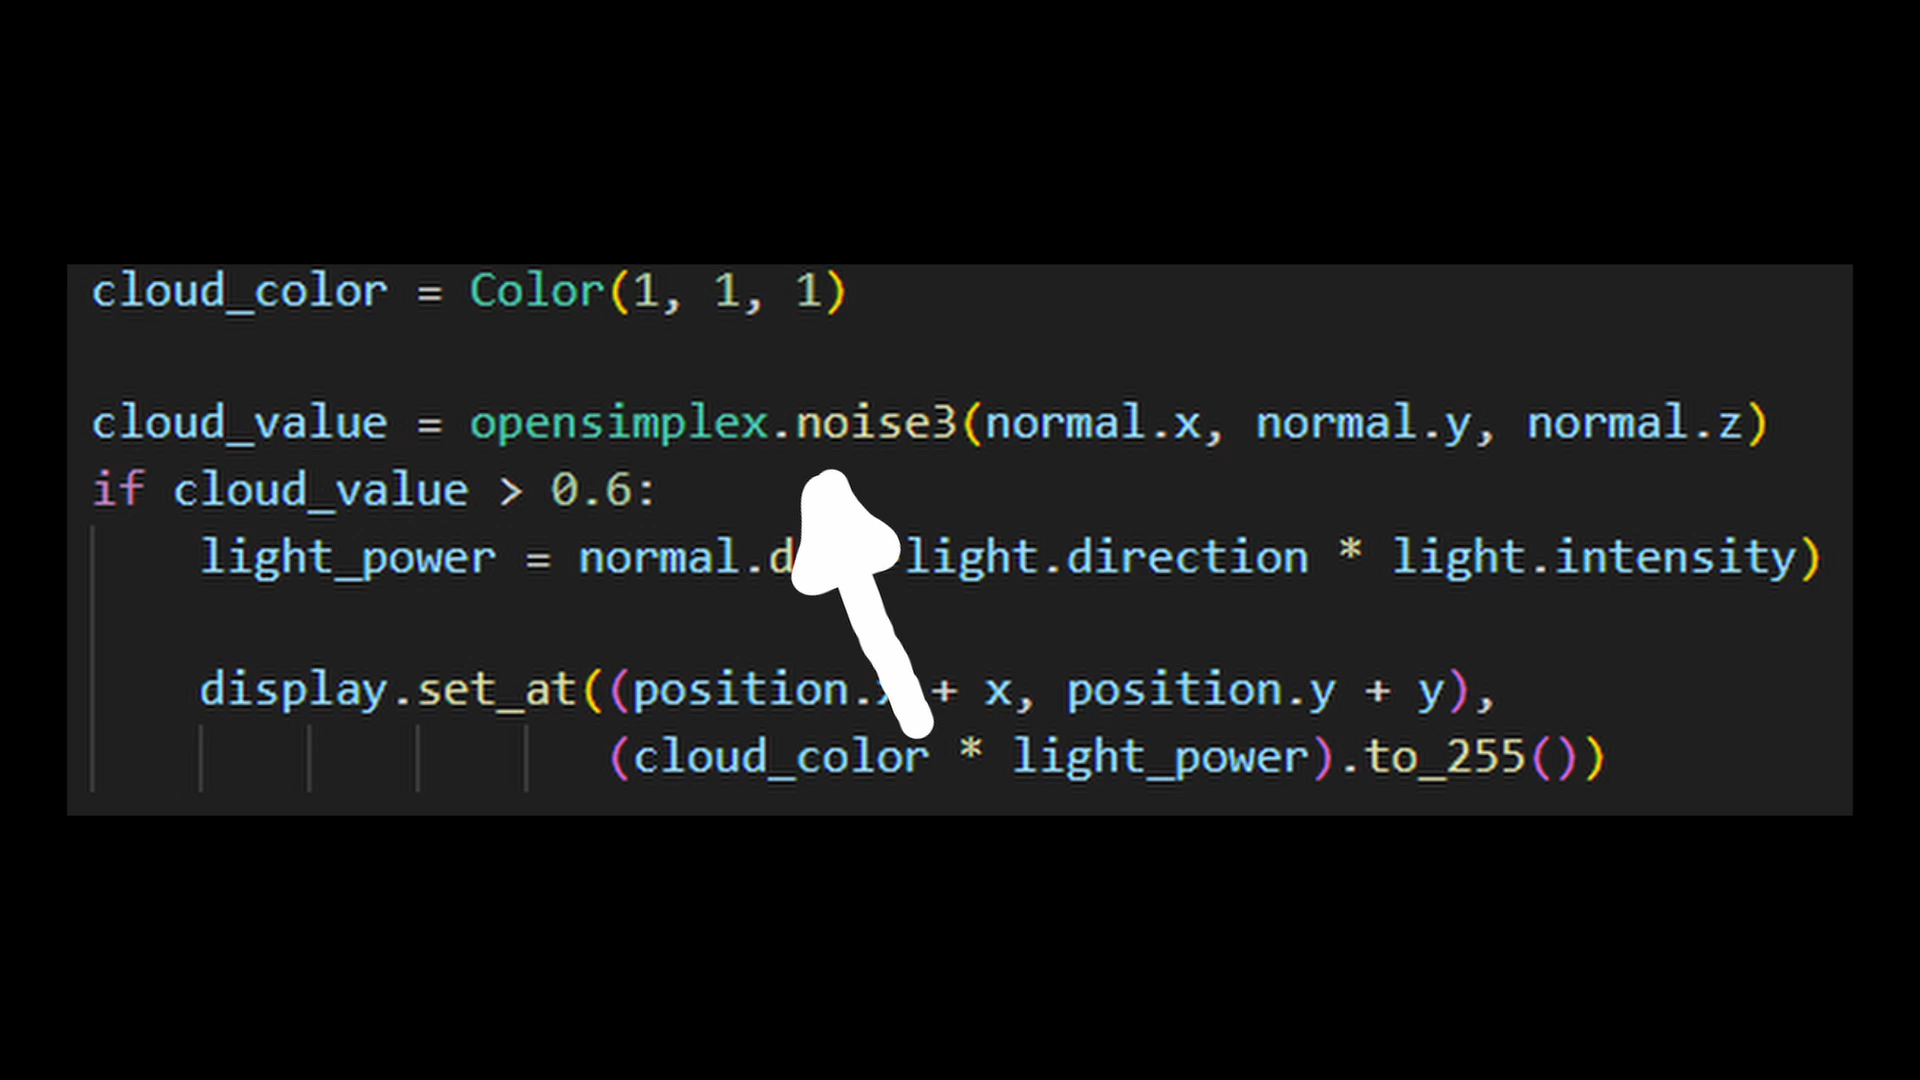 cloud_color = Color(1, 1, 1)
cloud_value = opensimplex.noise3(normal.x, normal.y, normal.z)
if cloud_value > 0.6:
light_power = normal.d light.direction * light.intensity)
display.set_at((position.x + x, position.y + y),
(cloud_color * light_power).to_255())